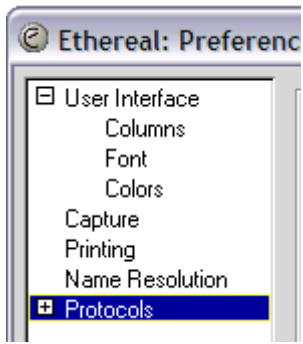 Ethereal: Preferenc
User Interface
Columns
Font
Colors
Capture
Printing
Name Resolution
Protocols